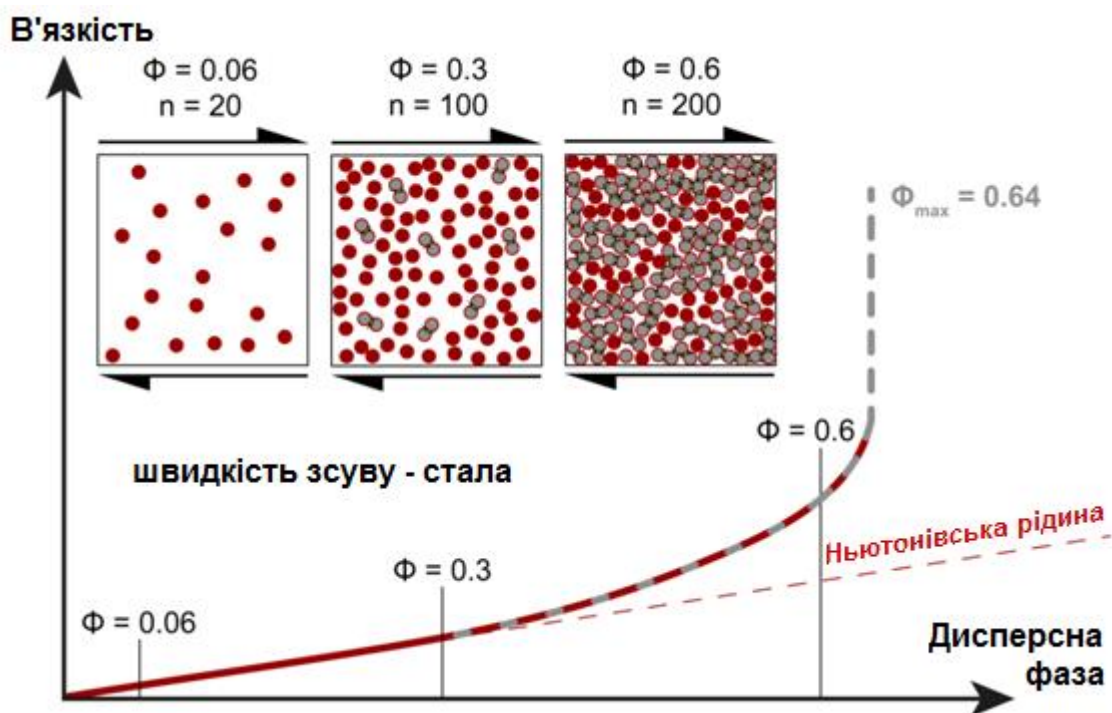 В'язкість
Φ = 0.06
n = 20
Φ = 0.3
n = 100
Φ = 0.6
n = 200
Φmax = 0.64
Φ = 0.6
швидкість зсуву - стала
Ньютонівська рідина
Φ = 0.3
Φ = 0.06
Дисперсна
фаза